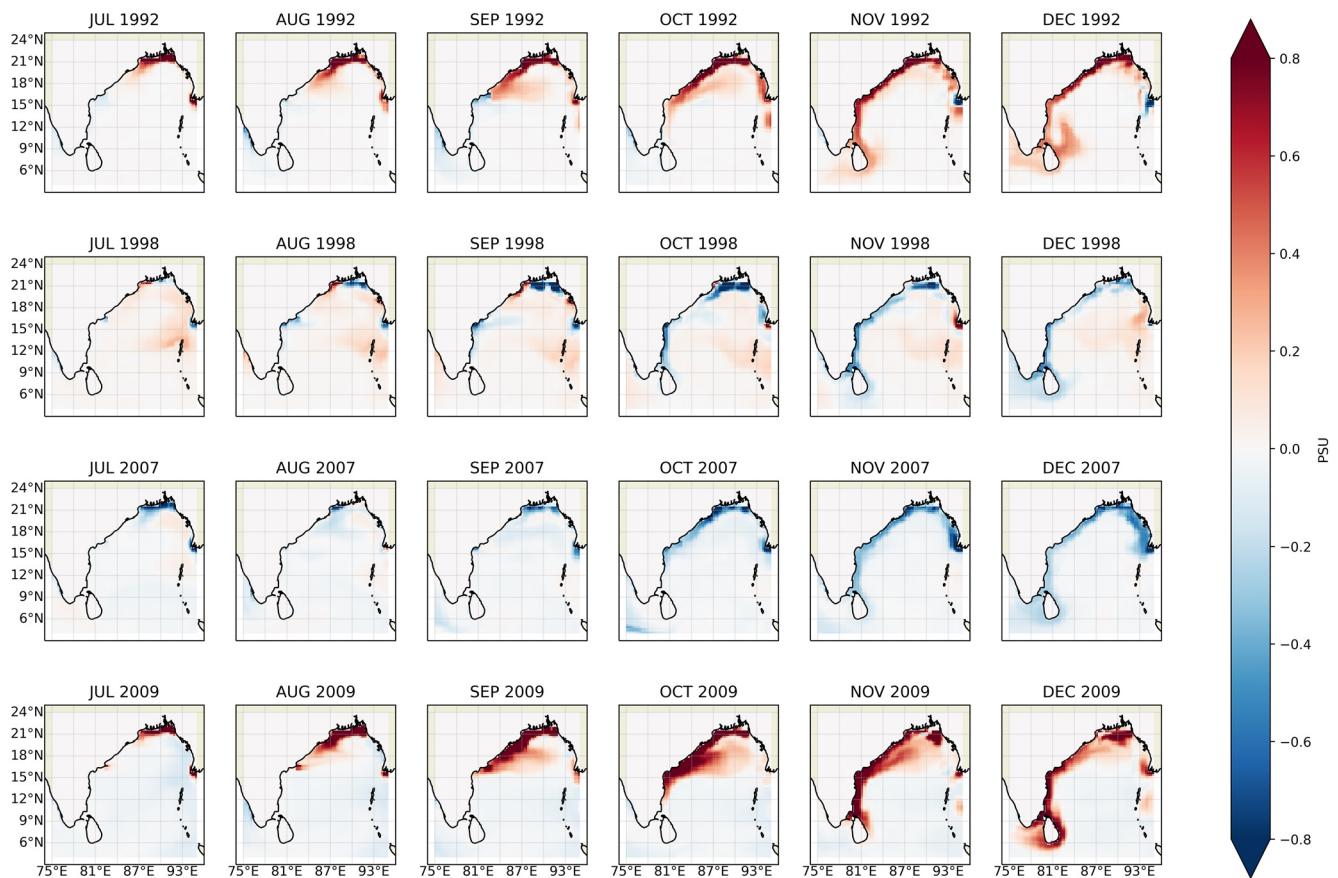 JUL 1992 AUG 1992 SEP 1992 OCT 1992 NOV 1992 DEC 1992
24°N
21°N
18°N
15°N
12°N
9°N
6°N
JUL 1998 AUG 1998 SEP 1998 OCT 1998 NOV 1998 DEC 1998
24°N
21°N
18°N
15°N
12°N
9°N
6°N
JUL 2007 AUG 2007 SEP 2007 OCT 2007 NOV 2007 DEC 2007
24°N
21°N
18°N
15°N
12°N
9°N
6°N
JUL 2009 AUG 2009 SEP 2009 OCT 2009 NOV 2009 DEC 2009
24°N
21°N
18°N
15°N
12°N
9°N
6°N
75°E 81°E 87°E 93°E 75°E 81°E 87°E 93°E 75°E 81°E 87°E 93°E 75°E 81°E 87°E 93°E 75°E 81°E 87°E 93°E 75°E 81°E 87°E 93°E
0.8
0.6
0.4
0.2
0.0
−0.2
−0.4
−0.6
−0.8
PSU